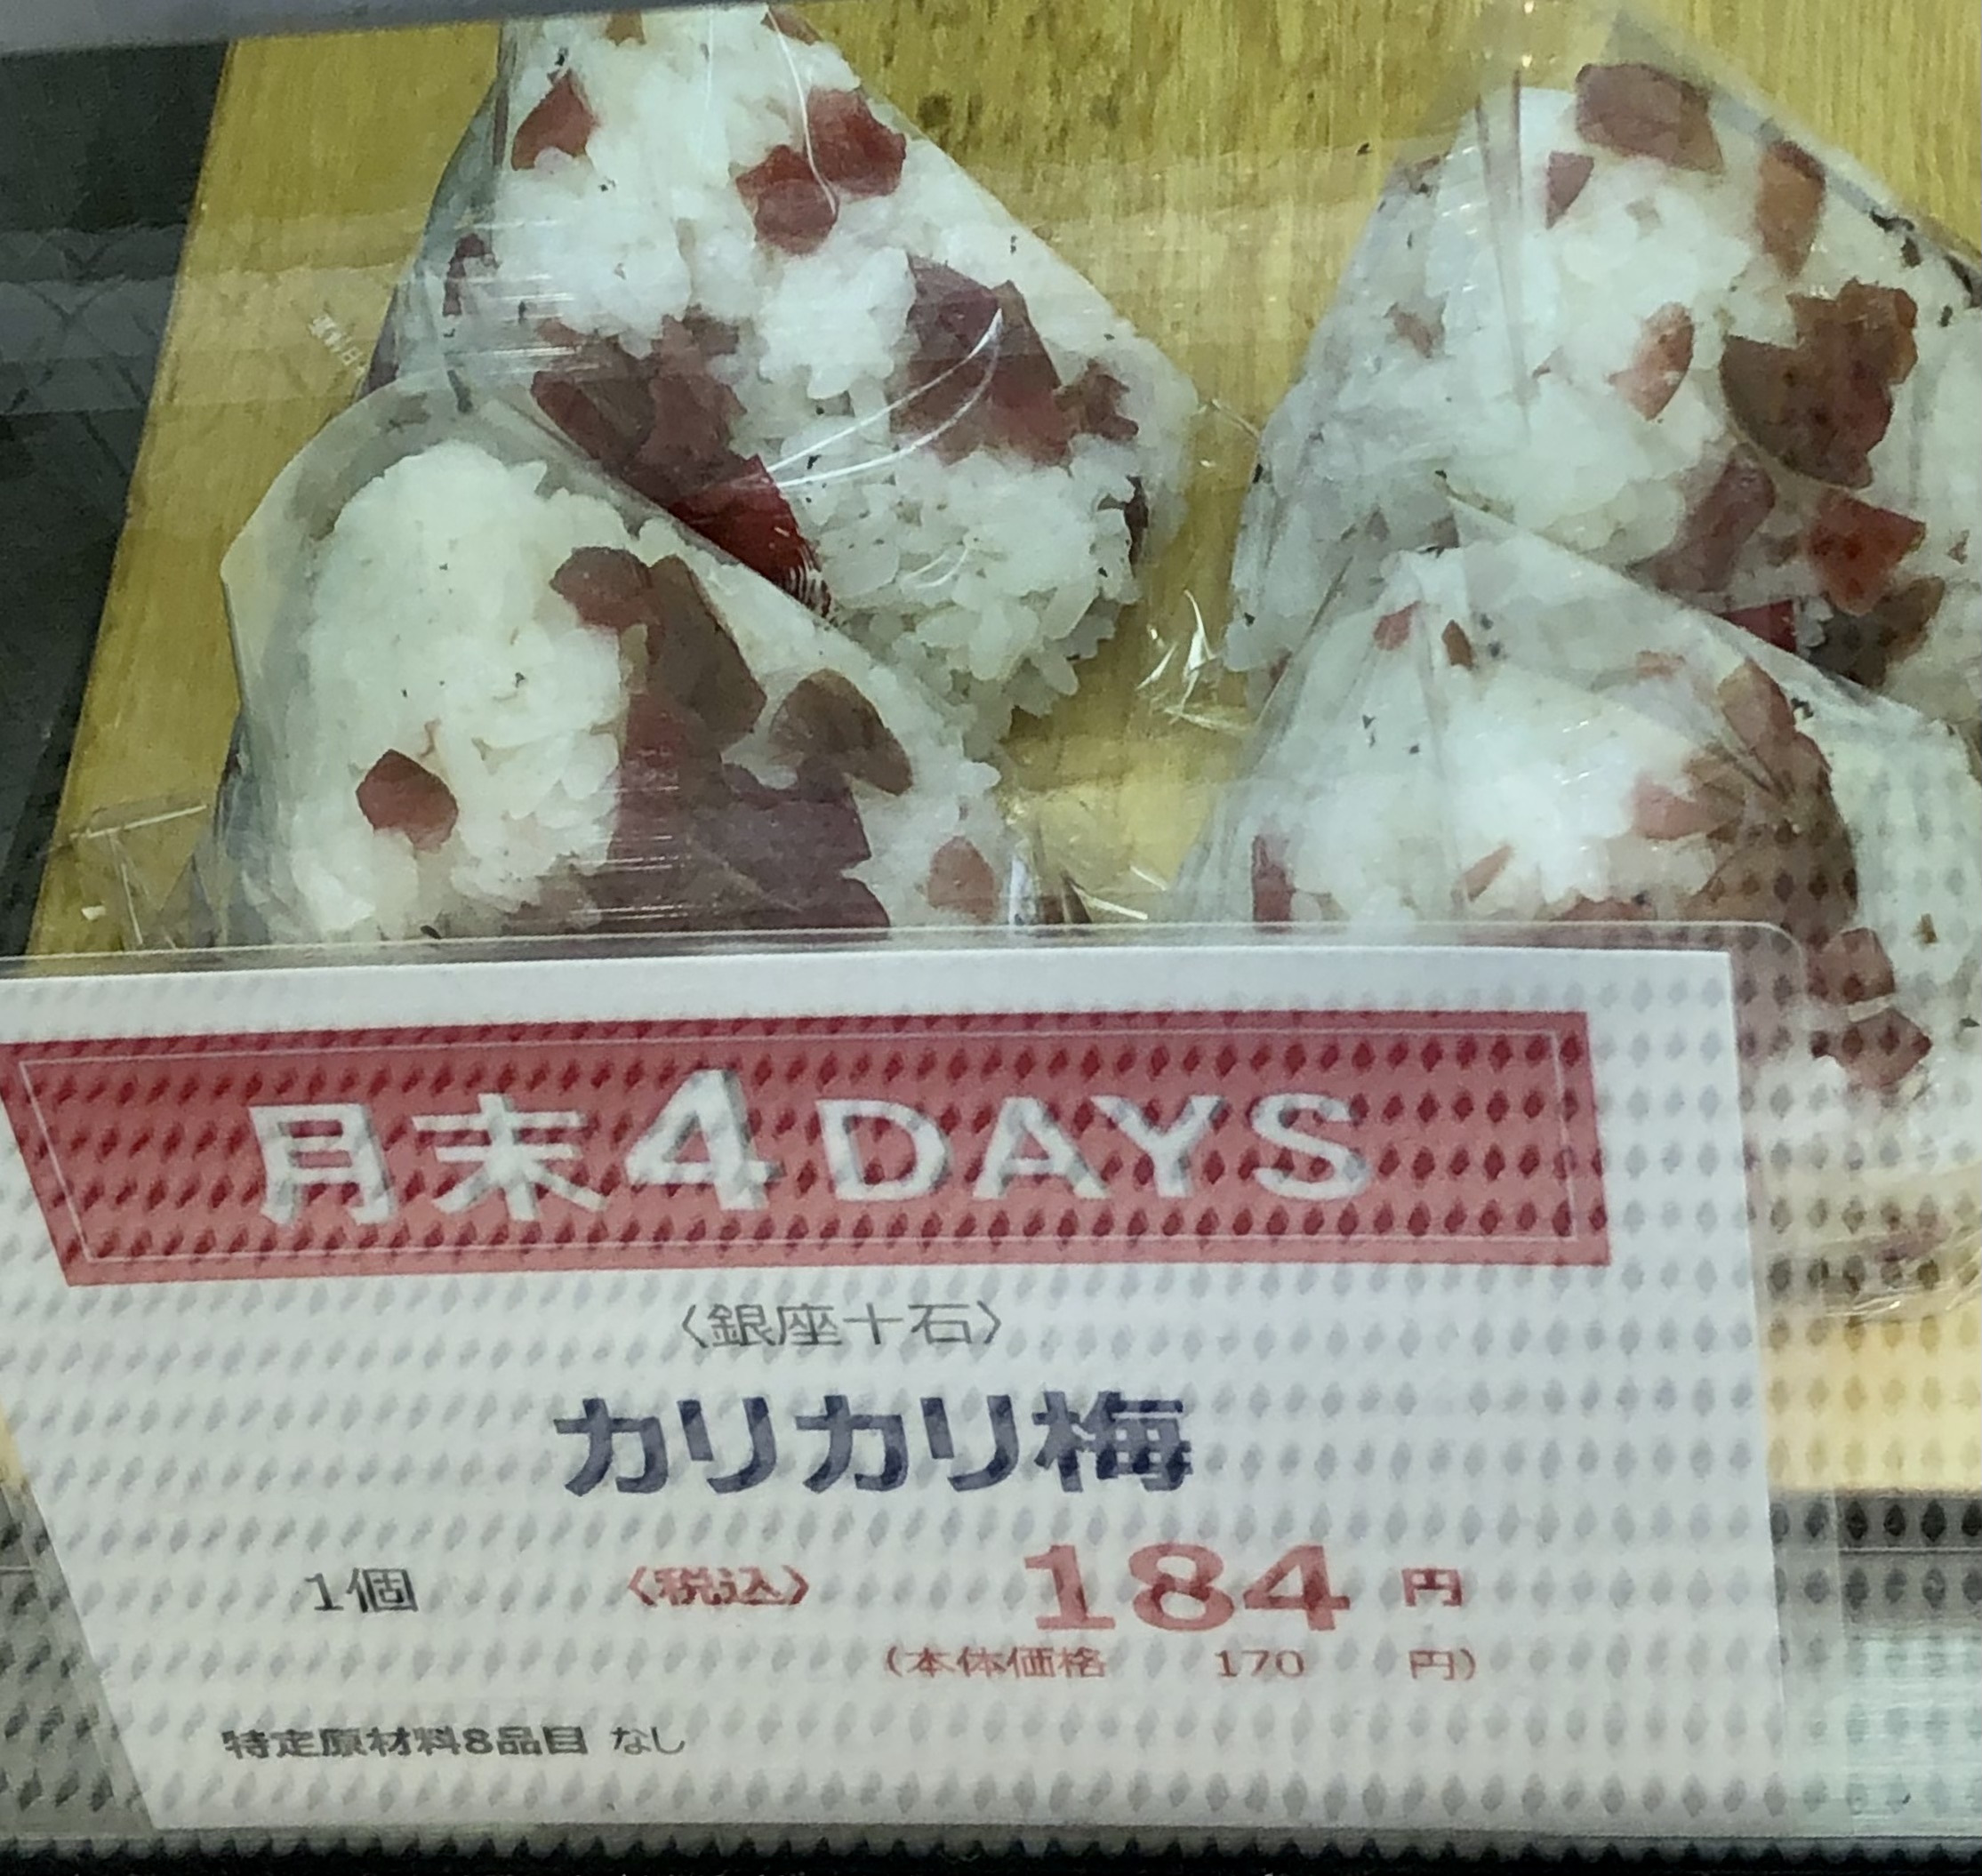 月末4DAYS
〈銀座十石〉
カリカリ梅
1個 〈税込〉 184 円
(本体価格 170 円)
特定原材料8品目 なし